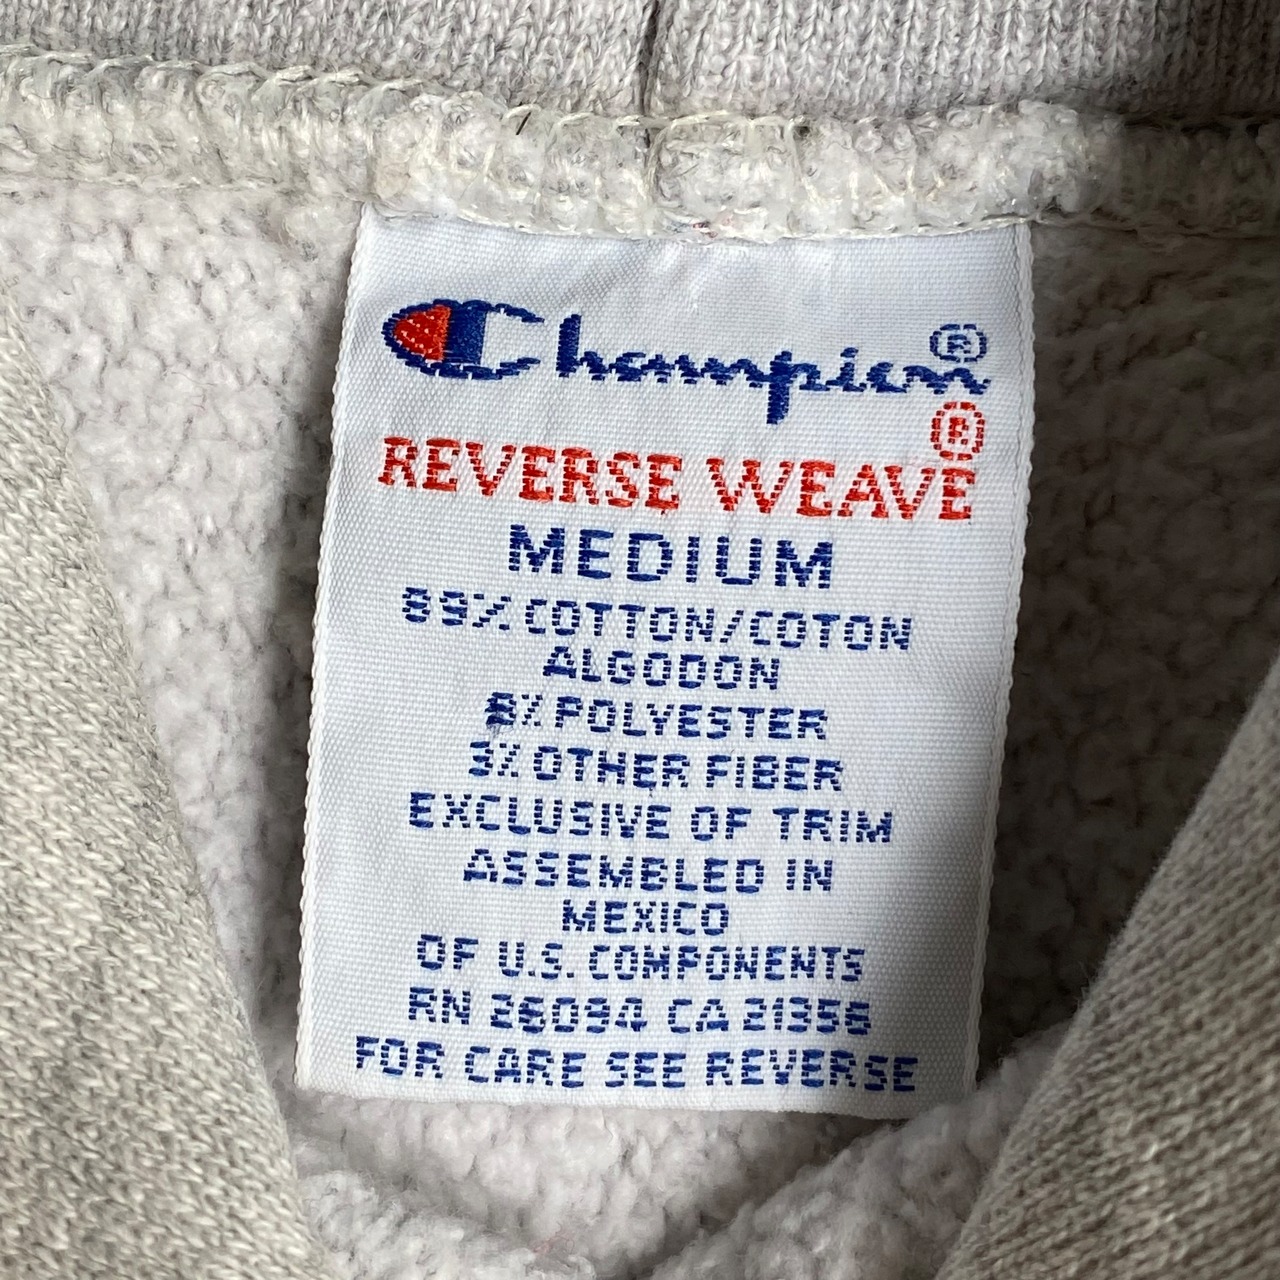 Champion®
REVERSE WEAVE®
MEDIUM
89% COTTON/COTON
ALGODON
8% POLYESTER
3% OTHER FIBER
EXCLUSIVE OF TRIM
ASSEMBLED IN
MEXICO
OF U.S. COMPONENTS
RN 26094 CA 21356
FOR CARE SEE REVERSE